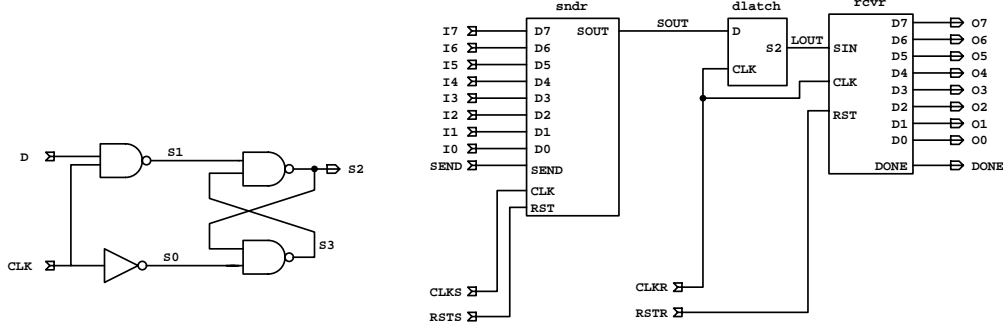 D
CLK
S1
S0
S2
S3
sndr
I7
I6
I5
I4
I3
I2
I1
I0
SEND
D7
D6
D5
D4
D3
D2
D1
D0
SEND
CLK
RST
SOUT
CLKS
RSTS
SOUT
dlatch
D
S2
CLK
LOUT
CLKR
RSTR
rcvr
SIN
CLK
RST
D7
D6
D5
D4
D3
D2
D1
D0
DONE
O7
O6
O5
O4
O3
O2
O1
O0
DONE